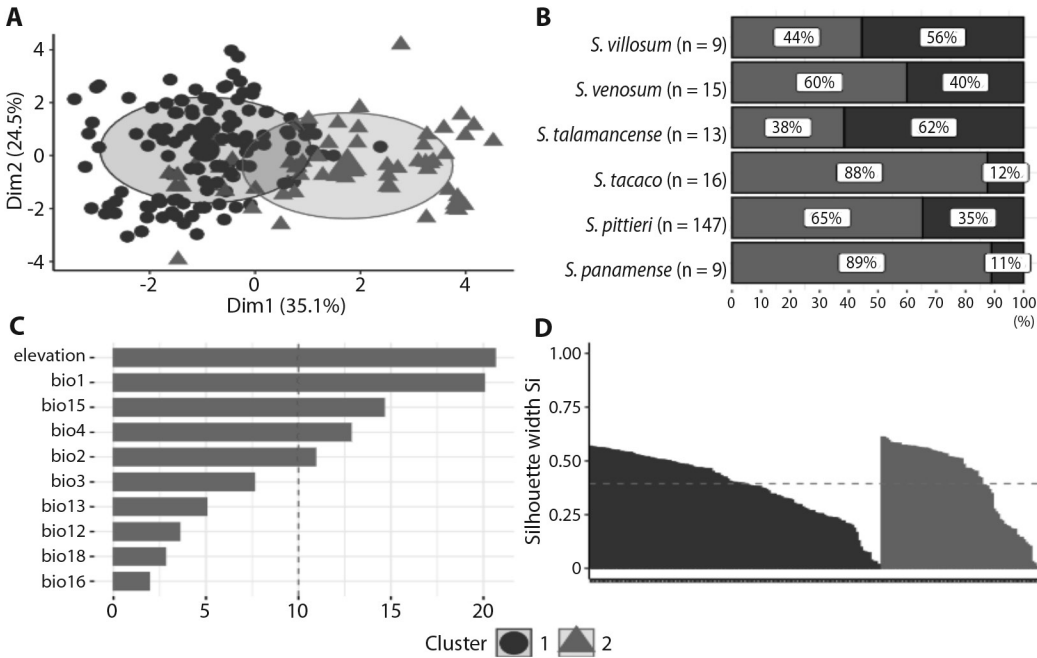 A
Dim2 (24.5%)
4
2
0
-2
-4
-2
0
2
4
Dim1 (35.1%)
B
S. villosum (n = 9)
44%
56%
S. venosum (n = 15)
60%
40%
S. talamancense (n = 13)
38%
62%
S. tacaco (n = 16)
88%
12%
S. pittieri (n = 147)
65%
35%
S. panamense (n = 9)
89%
11%
0 10 20 30 40 50 60 70 80 90 100
(%)
C
elevation
bio1
bio15
bio4
bio2
bio3
bio13
bio12
bio18
bio16
0 5 10 15 20
D
Silhouette width Si
1.00
0.75
0.50
0.25
0
Cluster 1 2